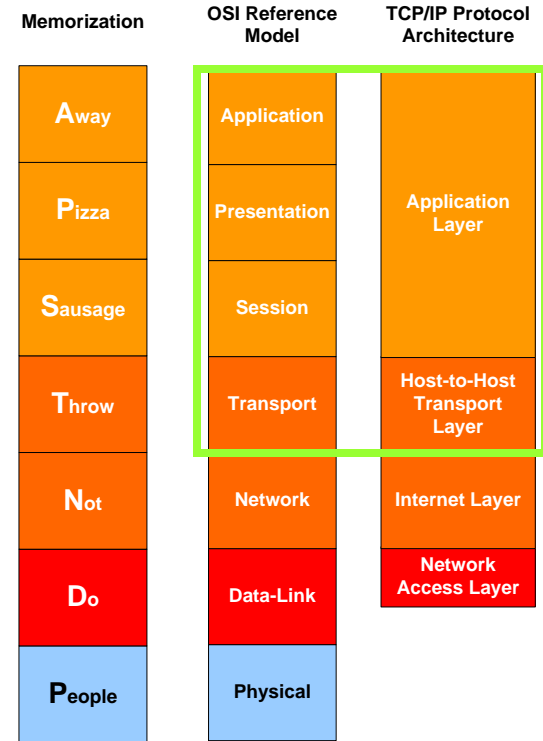 Memorization
OSI Reference
Model
TCP/IP Protocol
Architecture
Away
Pizza
Sausage
Throw
Not
Do
People
Application
Presentation
Session
Transport
Network
Data-Link
Physical
Application
Layer
Host-to-Host
Transport
Layer
Internet Layer
Network
Access Layer